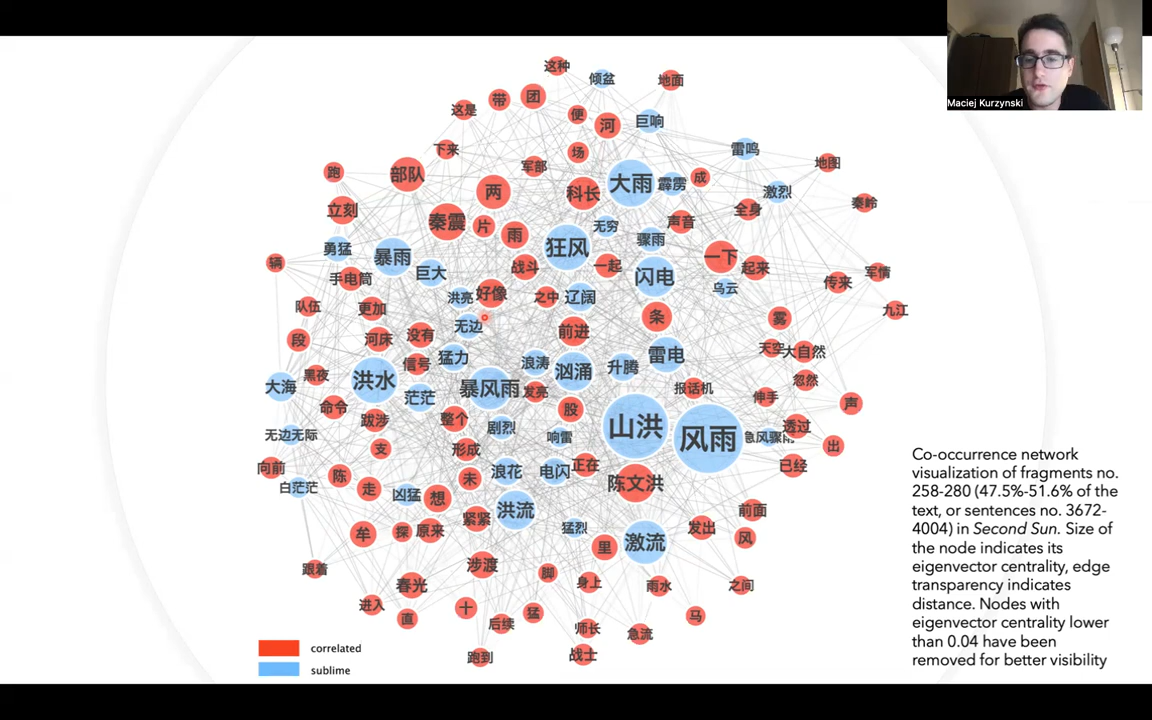 Maciej Kurzynski
这种
倾盆
地面
带
团
这是
便
河
巨响
下来
场
雷鸣
军部
地图
跑
部队
大雨
霹雳
成
两
科长
激烈
立刻
秦震
片
雨
无穷
声音
全身
秦岭
勇猛
暴雨
狂风
骤雨
一下
辆
巨大
战斗
一起
闪电
起来
军情
手电筒
乌云
传来
洪亮
好像
之中
辽阔
队伍
更加
无边
条
雾
九江
段
河床
没有
前进
天空
大自然
信号
猛力
浪涛
升腾
雷电
黑夜
洪水
汹涌
忽然
大海
茫茫
暴风雨
发亮
报话机
伸手
命令
股
声
跋涉
整个
剧烈
山洪
风雨
透过
无边无际
响雷
急风骤雨
支
形成
出
向前
陈
浪花
电闪
正在
已经
白茫茫
走
未
陈文洪
凶猛
想
洪流
前面
牟
探
原来
紧紧
猛烈
激流
发出
风
里
跟着
涉渡
脚
身上
雨水
之间
春光
进入
直
十
猛
马
后续
师长
急流
跑到
战士
correlated
sublime
Co-occurrence network
visualization of fragments no.
258-280 (47.5%-51.6% of the
text, or sentences no. 3672-
4004) in Second Sun. Size of
the node indicates its
eigenvector centrality, edge
transparency indicates
distance. Nodes with
eigenvector centrality lower
than 0.04 have been
removed for better visibility